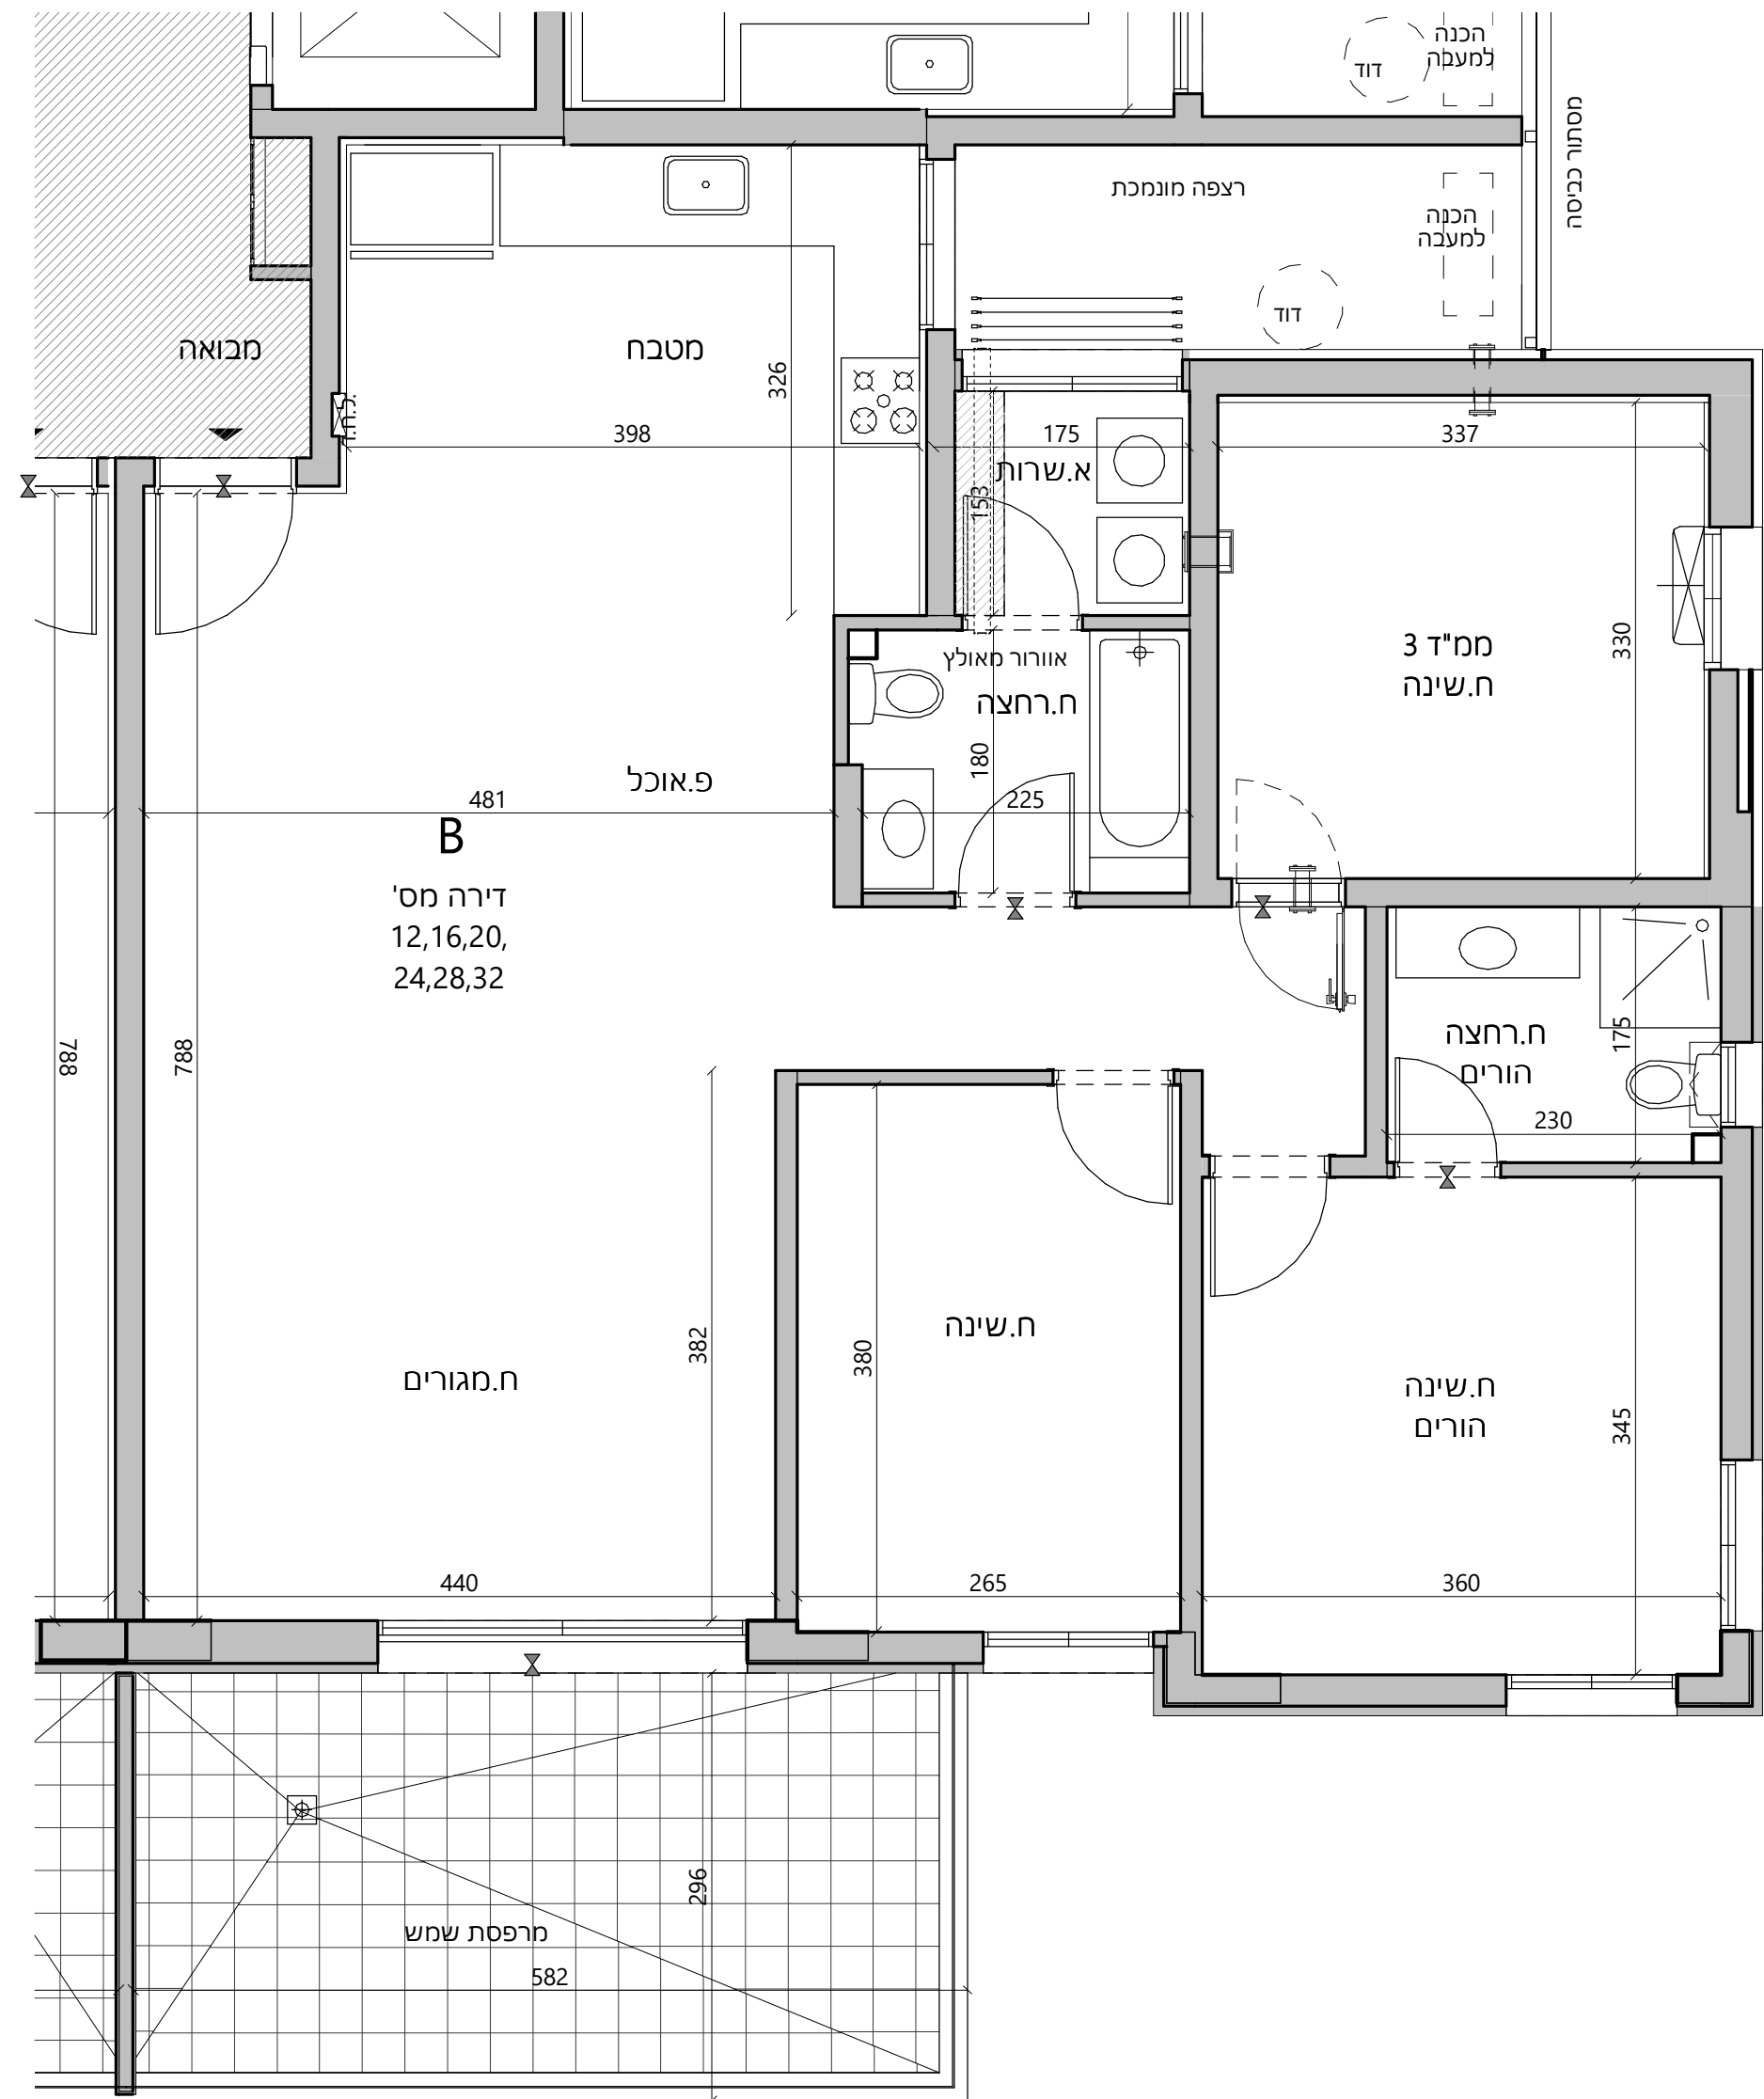 הכנה
למעבה
דוד
מסתור כביסה
רצפה מונמכת
הכנה
למעבה
דוד
מבואה
מטבח
326
ח.ח.ל.
398
175
337
א.שרות
153
ממ"ד 3
ח.שינה
330
אוורור מאולץ
ח.רחצה
180
225
פ.אוכל
481
B
דירה מס'
12,16,20,
24,28,32
ח.רחצה
הורים
175
230
788
788
382
380
ח.שינה
ח.מגורים
ח.שינה
הורים
345
440
265
360
296
מרפסת שמש
582